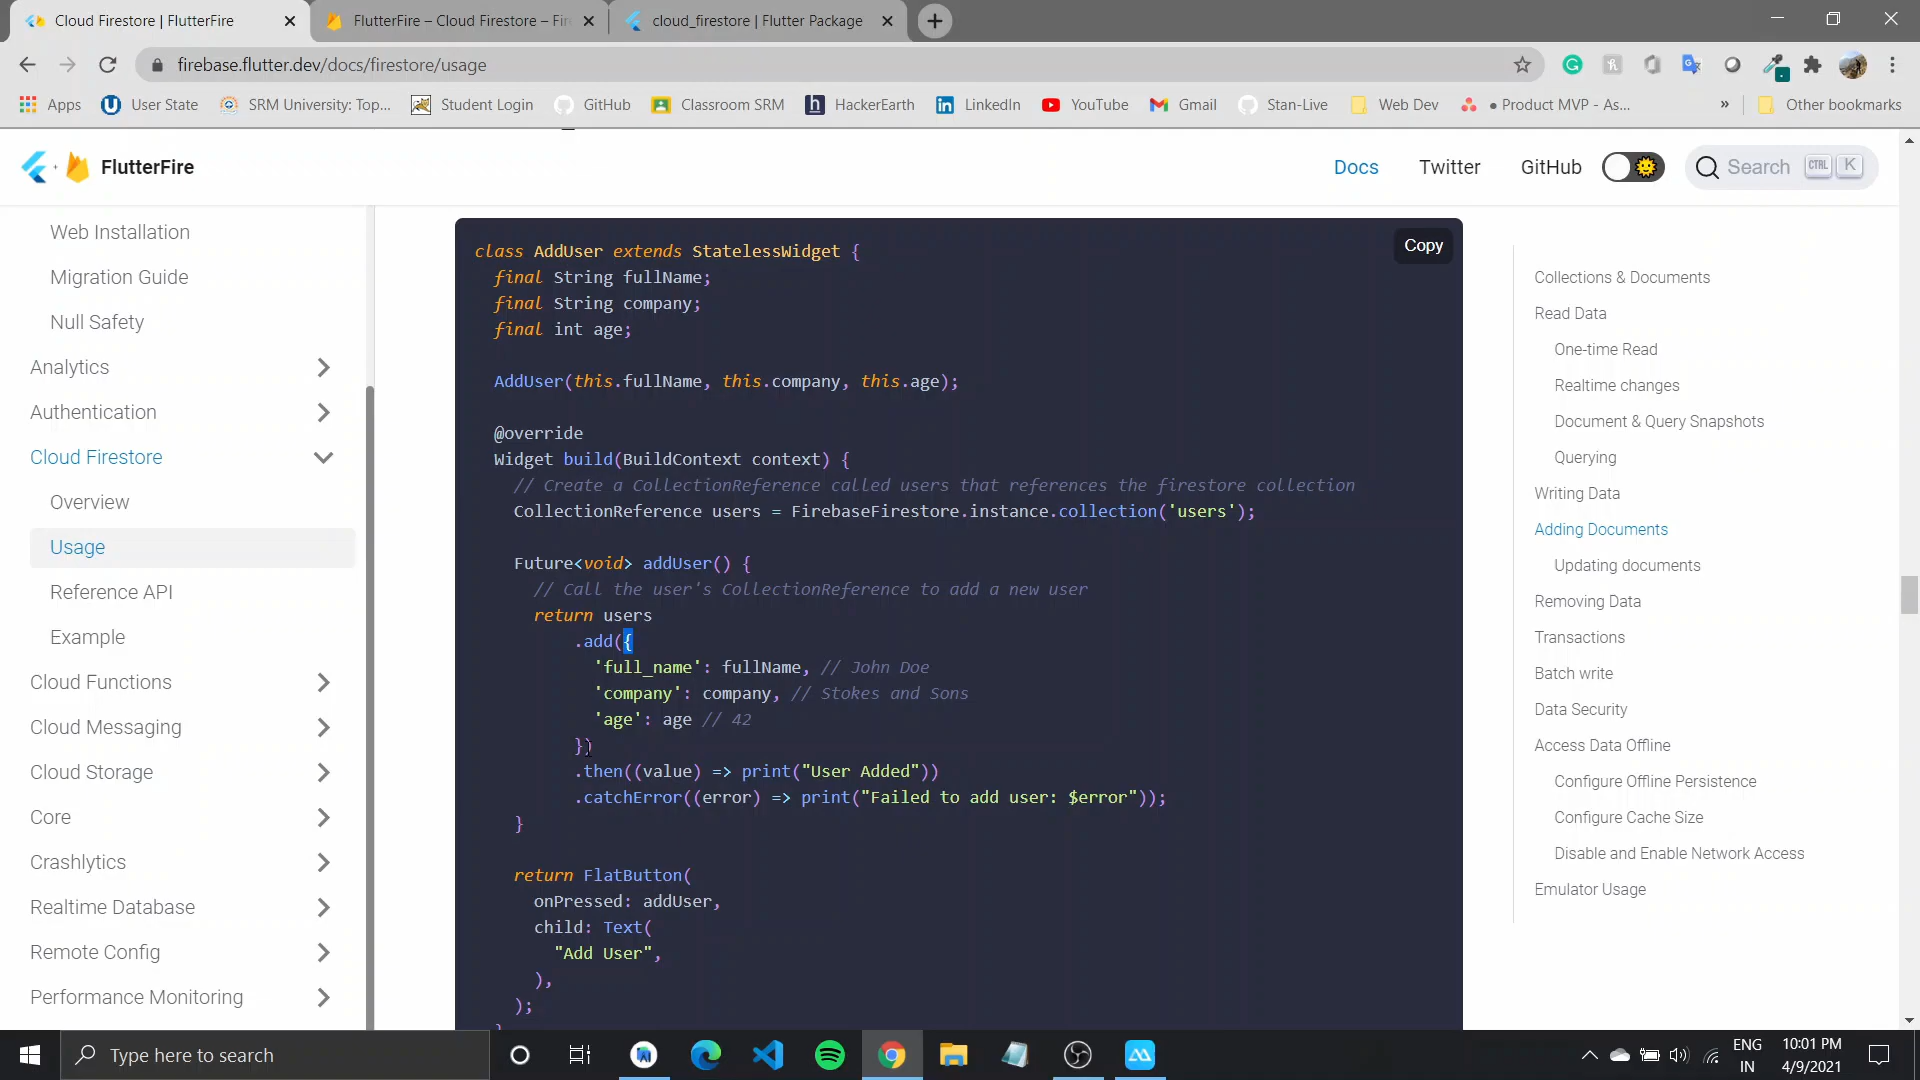 Cloud Firestore | FlutterFire
FlutterFire – Cloud Firestore – Fir
cloud_firestore | Flutter Package
firebase.flutter.dev/docs/firestore/usage
Apps
User State
SRM University: Top...
Student Login
GitHub
Classroom SRM
HackerEarth
LinkedIn
YouTube
Gmail
Stan-Live
Web Dev
● Product MVP - As...
»
Other bookmarks
FlutterFire
Docs
Twitter
GitHub
Search
CTRL
K
Web Installation
Migration Guide
Null Safety
Analytics
Authentication
Cloud Firestore
Overview
Usage
Reference API
Example
Cloud Functions
Cloud Messaging
Cloud Storage
Core
Crashlytics
Realtime Database
Remote Config
Performance Monitoring
Copy
class AddUser extends StatelessWidget {
final String fullName;
final String company;
final int age;
AddUser(this.fullName, this.company, this.age);
@override
Widget build(BuildContext context) {
// Create a CollectionReference called users that references the firestore collection
CollectionReference users = FirebaseFirestore.instance.collection('users');
Future<void> addUser() {
// Call the user's CollectionReference to add a new user
return users
.add({
'full_name': fullName, // John Doe
'company': company, // Stokes and Sons
'age': age // 42
})
.then((value) => print("User Added"))
.catchError((error) => print("Failed to add user: $error"));
}
return FlatButton(
onPressed: addUser,
child: Text(
"Add User",
),
);
Collections & Documents
Read Data
One-time Read
Realtime changes
Document & Query Snapshots
Querying
Writing Data
Adding Documents
Updating documents
Removing Data
Transactions
Batch write
Data Security
Access Data Offline
Configure Offline Persistence
Configure Cache Size
Disable and Enable Network Access
Emulator Usage
Type here to search
ENG
IN
10:01 PM
4/9/2021